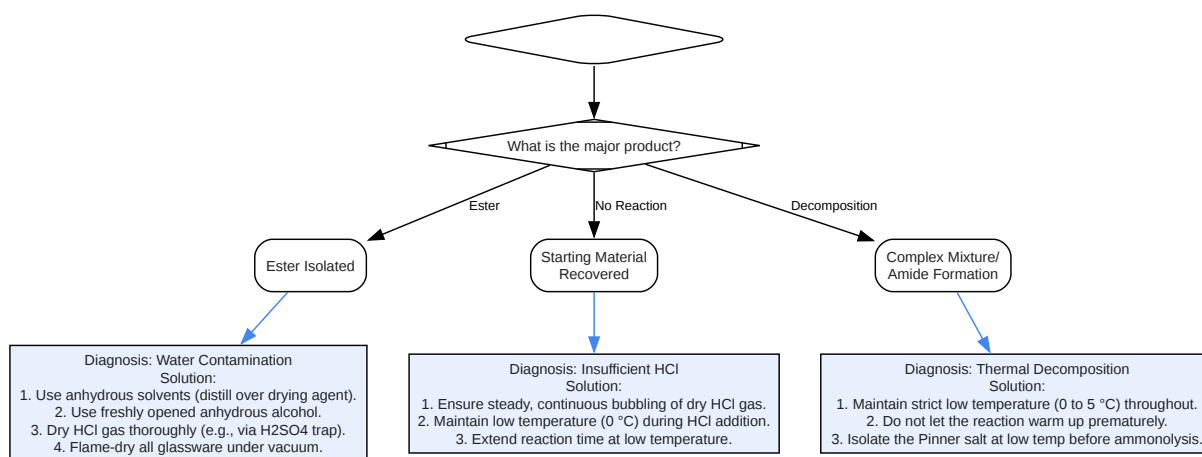 What is the major product?
Ester
No Reaction
Decomposition
Ester Isolated
Starting Material
Recovered
Complex Mixture/
Amide Formation
Diagnosis: Water Contamination
Solution:
1. Use anhydrous solvents (distill over drying agent).
2. Use freshly opened anhydrous alcohol.
3. Dry HCl gas thoroughly (e.g., via H2SO4 trap).
4. Flame-dry all glassware under vacuum.
Diagnosis: Insufficient HCl
Solution:
1. Ensure steady, continuous bubbling of dry HCl gas.
2. Maintain low temperature (0 °C) during HCl addition.
3. Extend reaction time at low temperature.
Diagnosis: Thermal Decomposition
Solution:
1. Maintain strict low temperature (0 to 5 °C) throughout.
2. Do not let the reaction warm up prematurely.
3. Isolate the Pinner salt at low temp before ammonolysis.